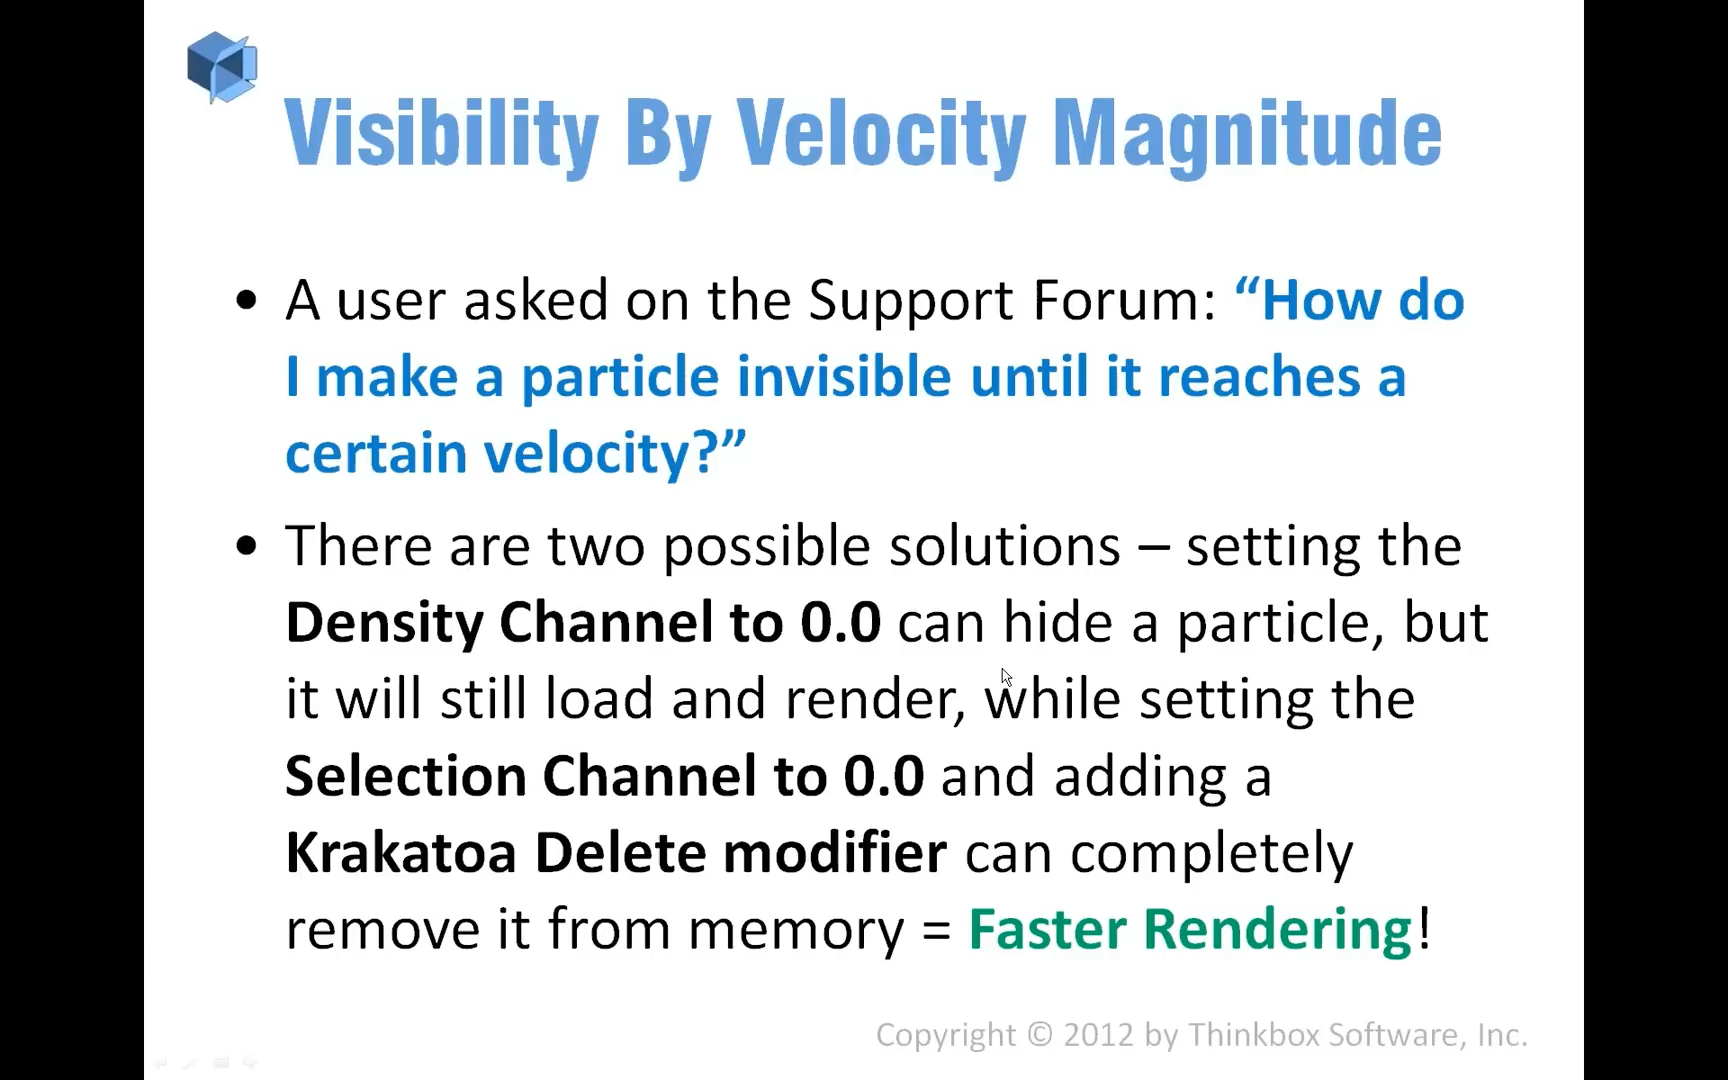 Visibility By Velocity Magnitude
• A user asked on the Support Forum: “How do
I make a particle invisible until it reaches a
certain velocity?”
• There are two possible solutions – setting the
Density Channel to 0.0 can hide a particle, but
it will still load and render, while setting the
Selection Channel to 0.0 and adding a
Krakatoa Delete modifier can completely
remove it from memory = Faster Rendering!
Copyright © 2012 by Thinkbox Software, Inc.